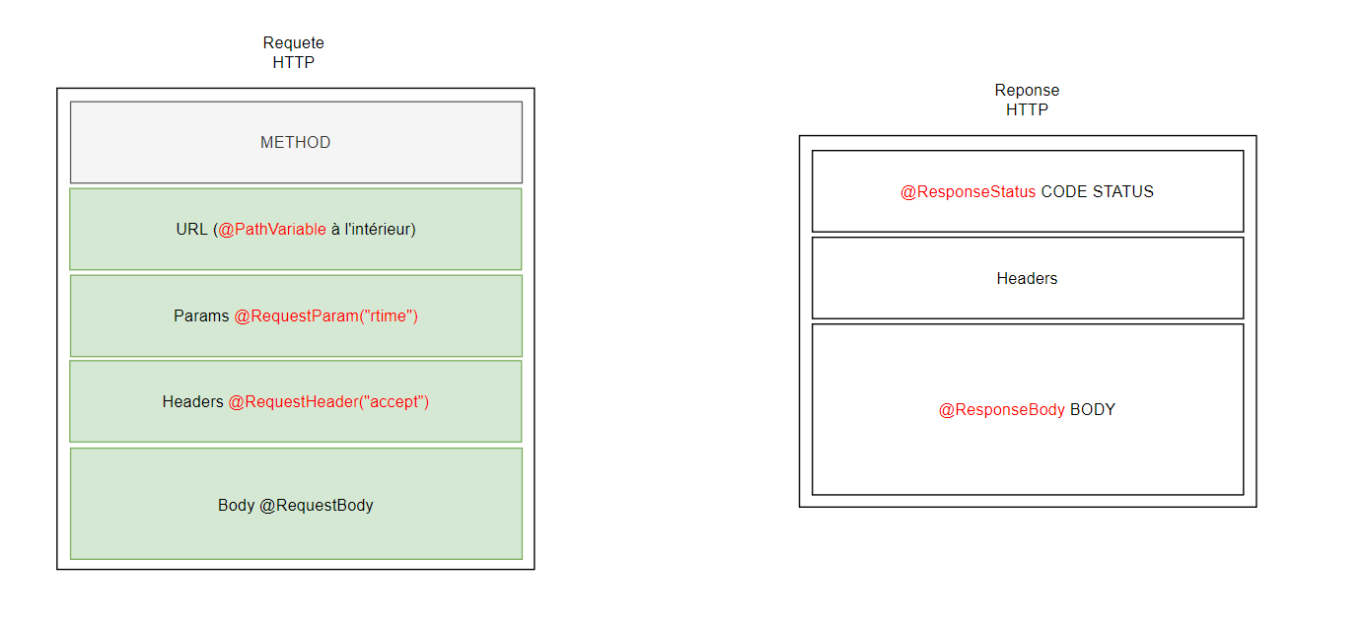 Requete
HTTP
METHOD
URL (@PathVariable à l'intérieur)
Params @RequestParam("rtime")
Headers @RequestHeader("accept")
Body @RequestBody
Reponse
HTTP
@ResponseStatus CODE STATUS
Headers
@ResponseBody BODY